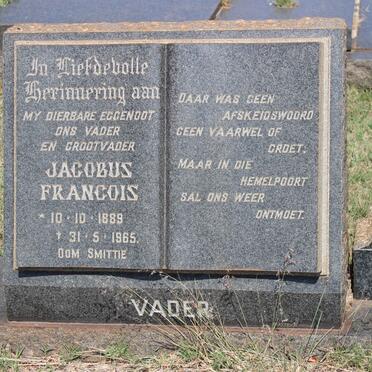 In Liefdevolle
Herinnering aan
MY DIERBARE EGGENOOT
ONS VADER
EN GROOTVADER
JACOBUS
FRANCOIS
* 10-10-1889
† 31-5-1965.
OOM SMITTIE
DAAR WAS GEEN
AFSKEIDSWOORD
GEEN VAARWEL OF
GROET;
MAAR IN DIE
HEMELPOORT
SAL ONS WEER
ONTMOET.
VADER